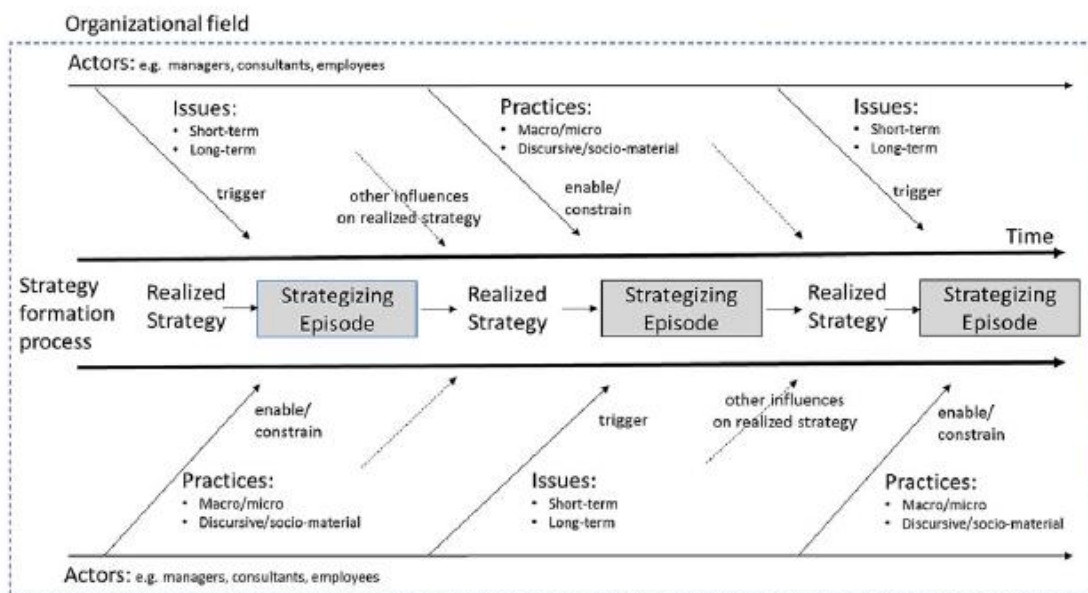 Organizational field
Actors: e.g. managers, consultants, employees
Issues:
• Short-term
• Long-term
trigger
other influences
on realized strategy
Practices:
• Macro/micro
• Discursive/socio-material
enable/
constrain
Issues:
• Short-term
• Long-term
trigger
Time
Strategy
formation
process
Realized
Strategy
Strategizing
Episode
Realized
Strategy
Strategizing
Episode
Realized
Strategy
Strategizing
Episode
enable/
constrain
Practices:
• Macro/micro
• Discursive/socio-material
trigger
Issues:
• Short-term
• Long-term
other influences
on realized strategy
enable/
constrain
Practices:
• Macro/micro
• Discursive/socio-material
Actors: e.g. managers, consultants, employees